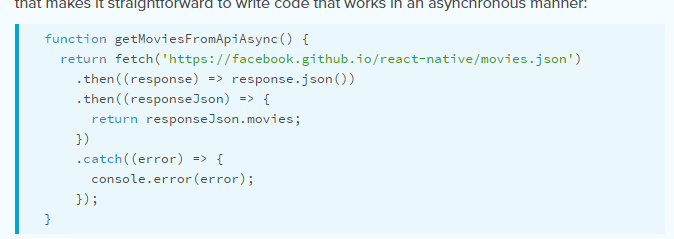 that makes it straightforward to write code that works in an asynchronous manner:
function getMoviesFromApiAsync() {
return fetch('https://facebook.github.io/react-native/movies.json')
.then((response) => response.json())
.then((responseJson) => {
return responseJson.movies;
})
.catch((error) => {
console.error(error);
});
}